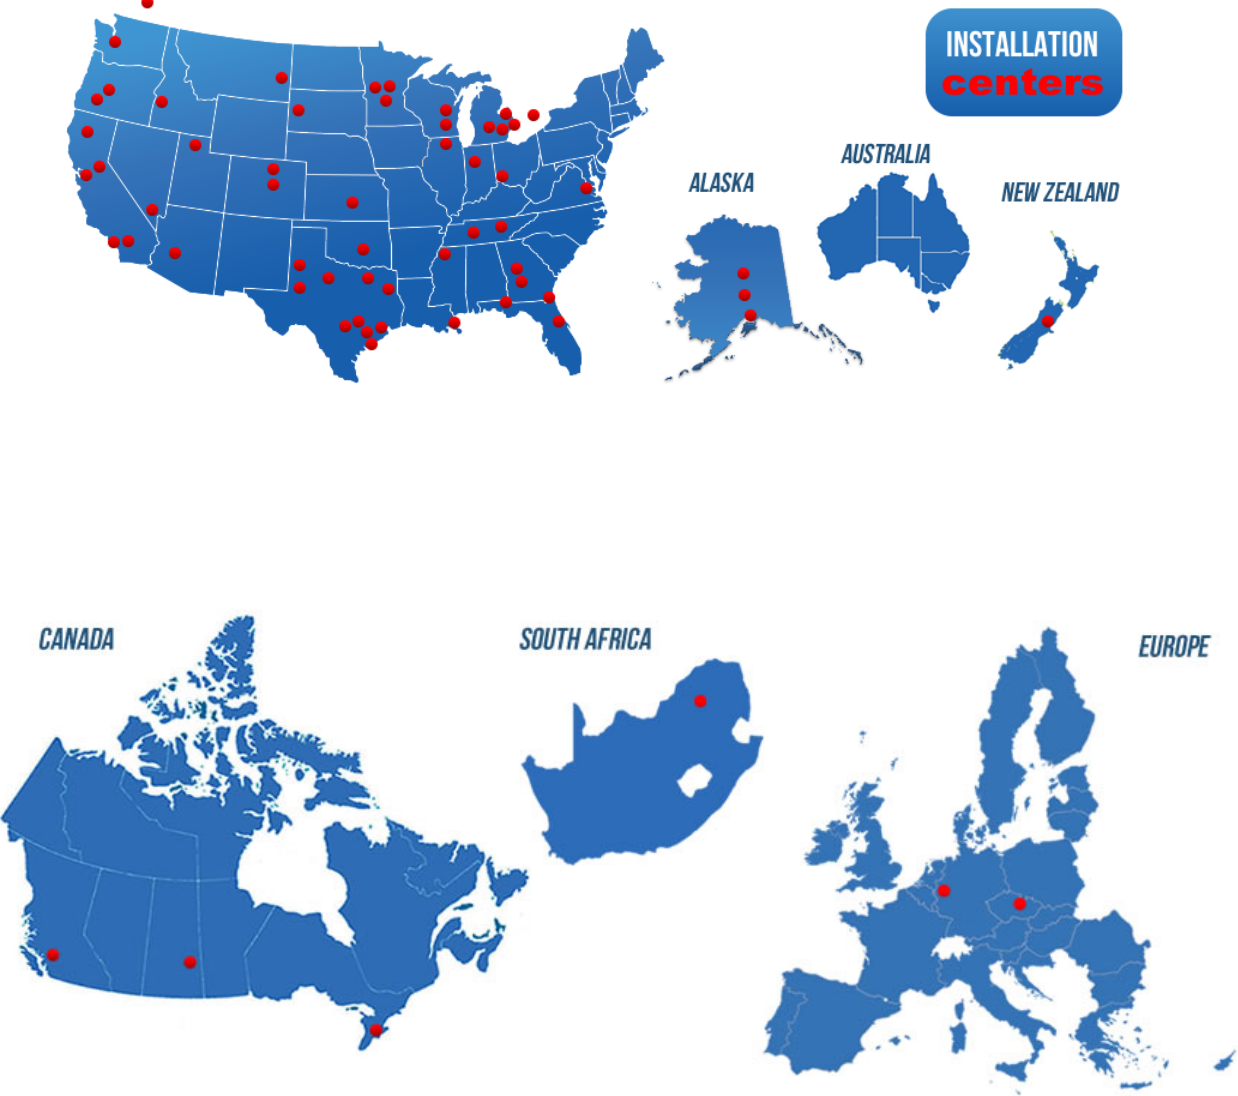 INSTALLATION
centers
AUSTRALIA
ALASKA
NEW ZEALAND
CANADA
SOUTH AFRICA
EUROPE